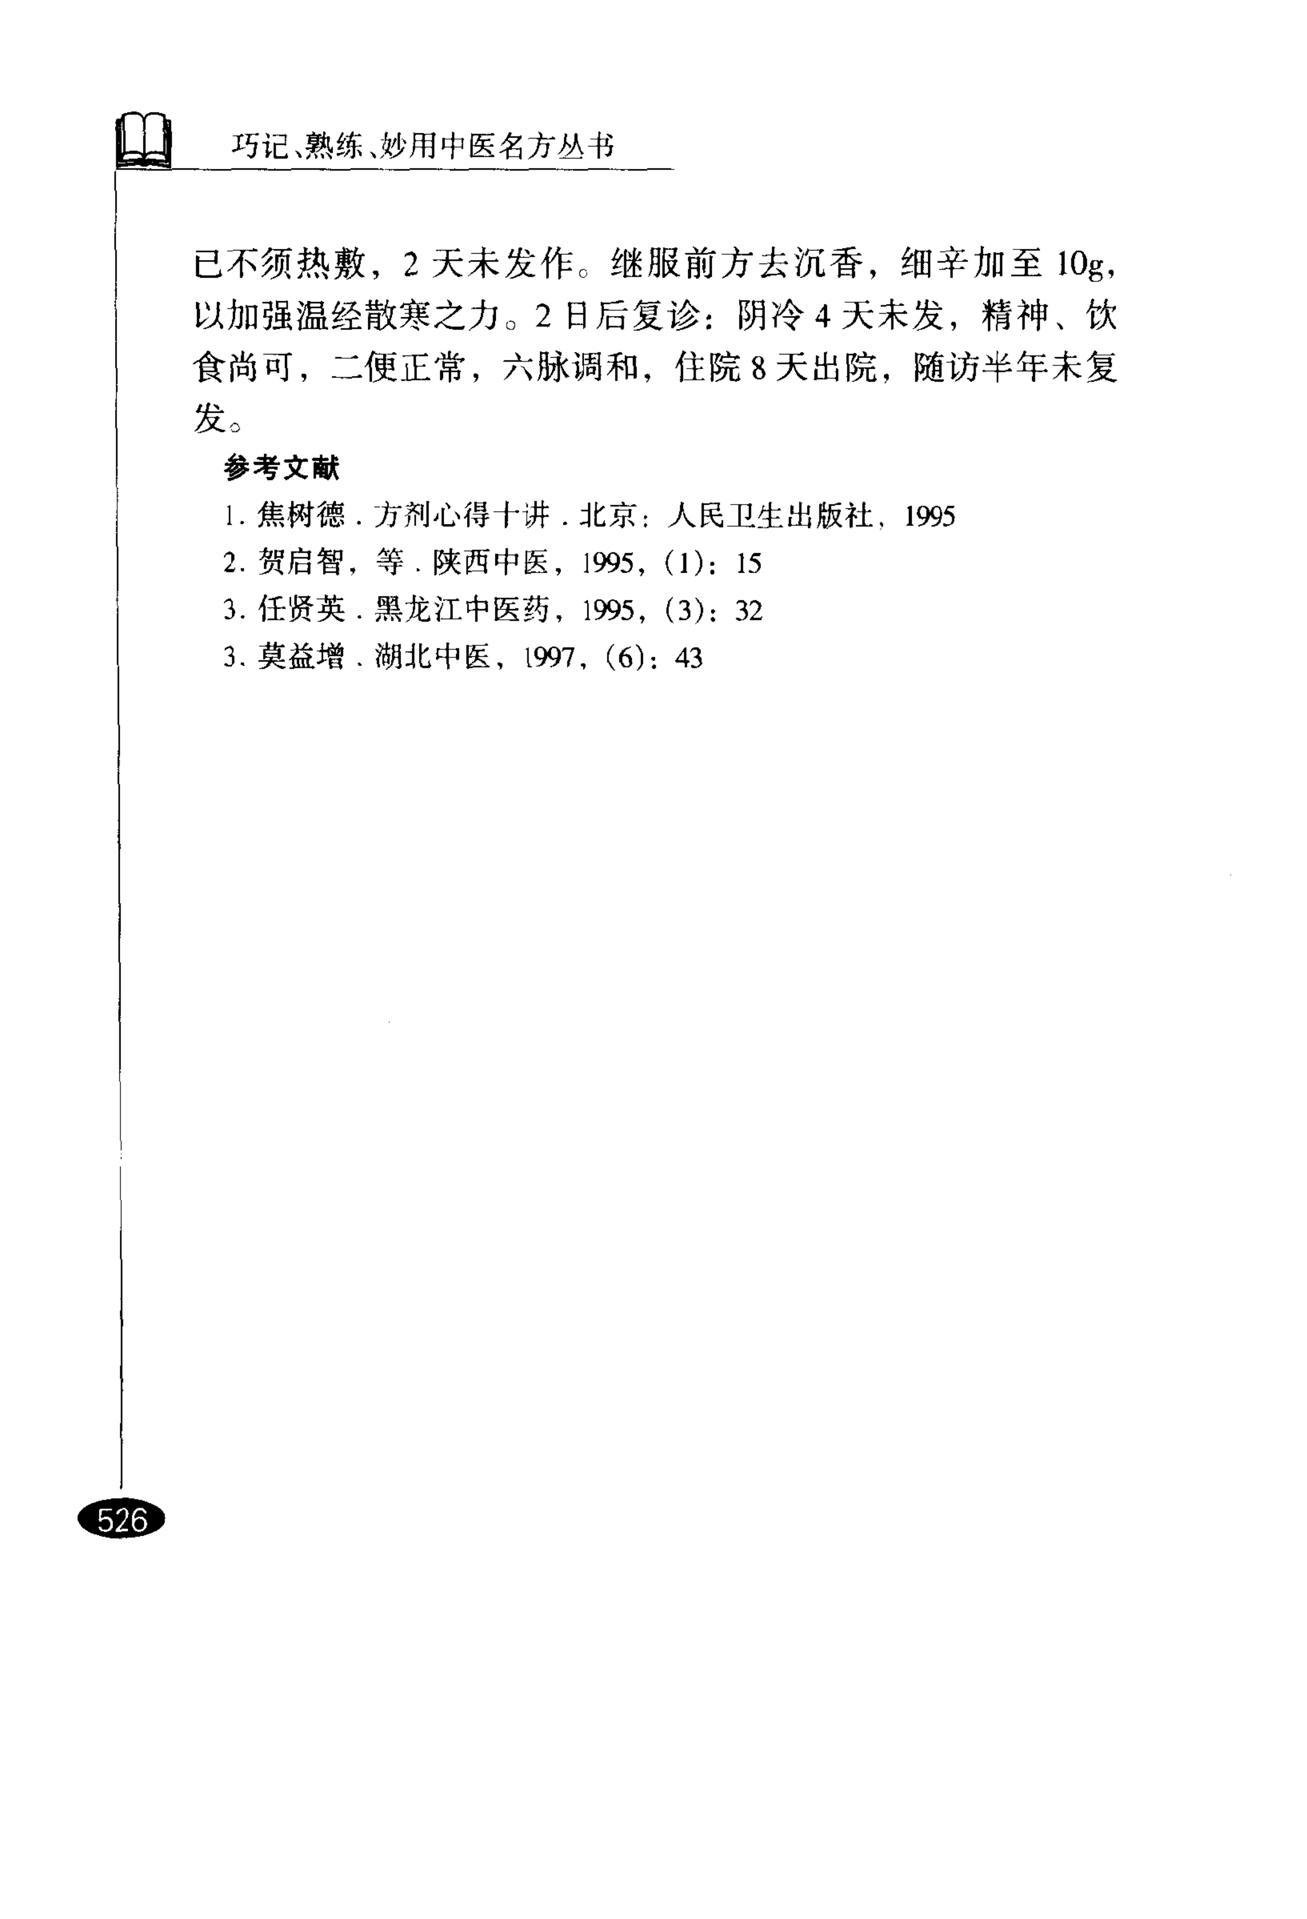 巧记、熟练、妙用中医名方丛书
已不须热敷，2 天未发作。继服前方去沉香，细辛加至 10g，
以加强温经散寒之力。2 日后复诊：阴冷 4 天未发，精神、饮
食尚可，二便正常，六脉调和，住院 8 天出院，随访半年未复
发。
参考文献
1. 焦树德．方剂心得十讲．北京：人民卫生出版社，1995
2. 贺启智，等．陕西中医，1995，（1）：15
3. 任贤英．黑龙江中医药，1995，（3）：32
3. 莫益增．湖北中医，1997，（6）：43
526